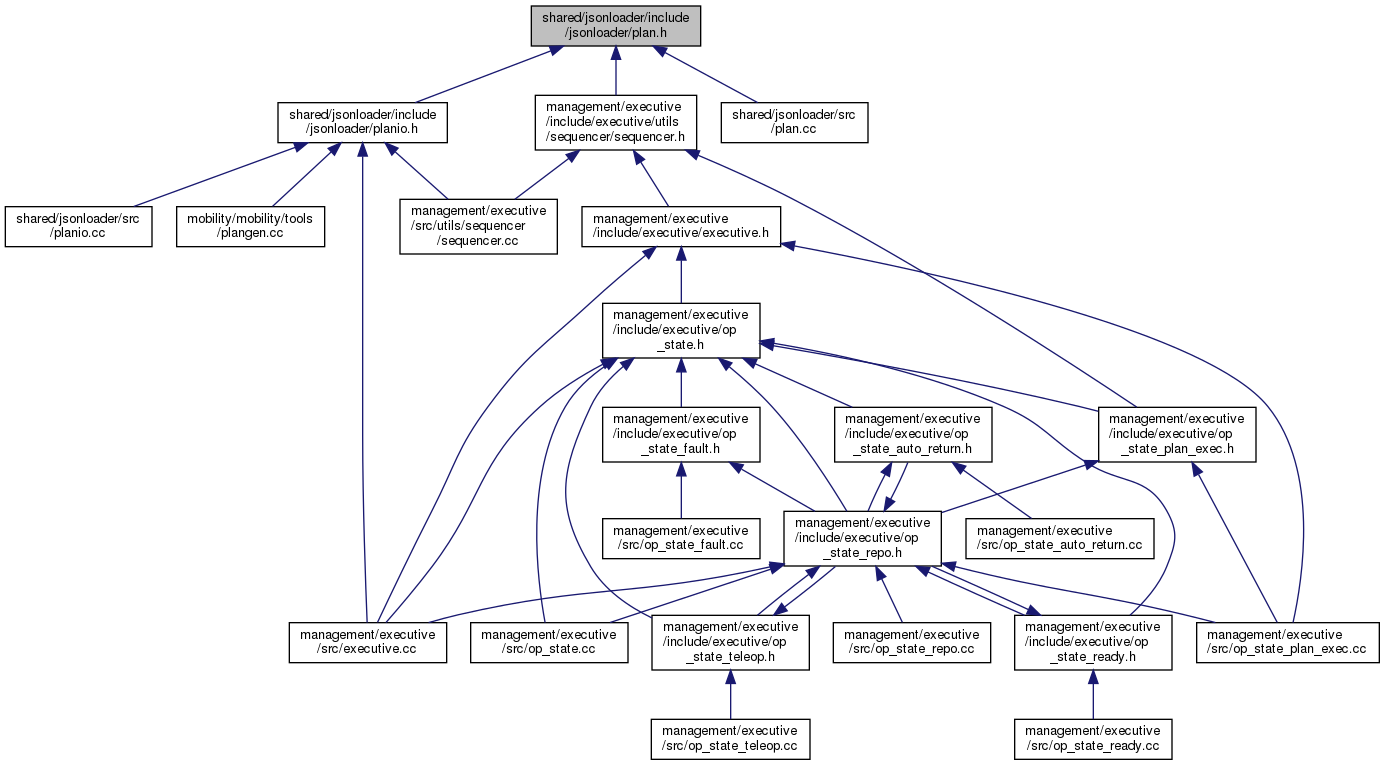 shared/jsonloader/include
/jsonloader/plan.h
shared/jsonloader/include
/jsonloader/planio.h
management/executive
/include/executive/utils
/sequencer/sequencer.h
shared/jsonloader/src
/plan.cc
shared/jsonloader/src
/planio.cc
mobility/mobility/tools
/plangen.cc
management/executive
/src/utils/sequencer
/sequencer.cc
management/executive
/include/executive/executive.h
management/executive
/include/executive/op
_state.h
management/executive
/include/executive/op
_state_fault.h
management/executive
/include/executive/op
_state_auto_return.h
management/executive
/include/executive/op
_state_plan_exec.h
management/executive
/src/op_state_fault.cc
management/executive
/include/executive/op
_state_repo.h
management/executive
/src/op_state_auto_return.cc
management/executive
/src/executive.cc
management/executive
/src/op_state.cc
management/executive
/include/executive/op
_state_teleop.h
management/executive
/src/op_state_repo.cc
management/executive
/include/executive/op
_state_ready.h
management/executive
/src/op_state_plan_exec.cc
management/executive
/src/op_state_teleop.cc
management/executive
/src/op_state_ready.cc